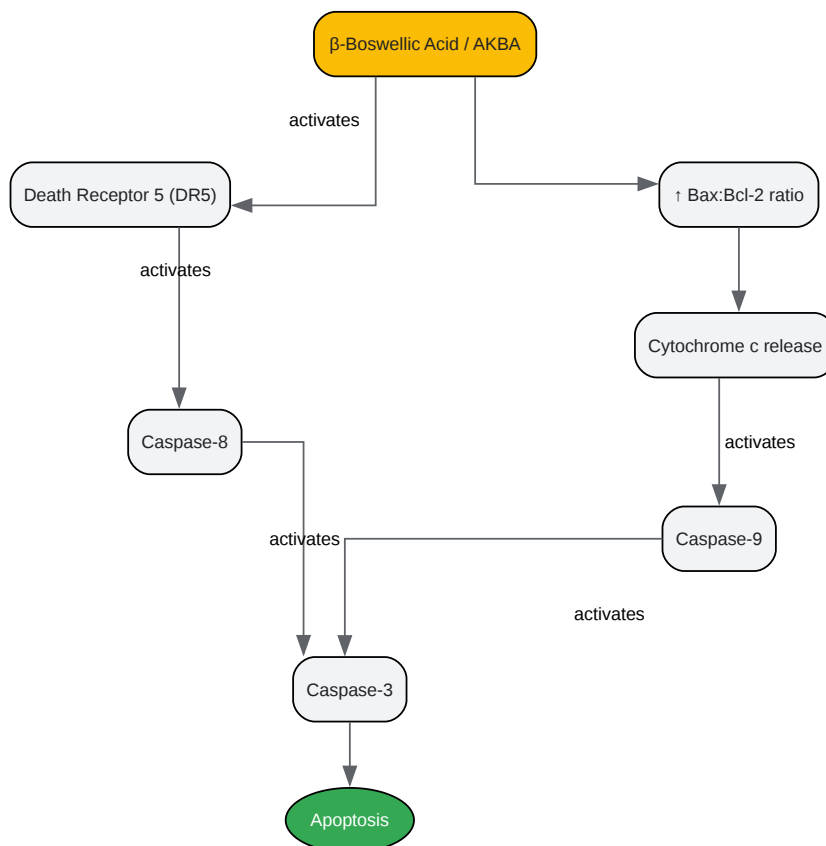 β-Boswellic Acid / AKBA
activates
Death Receptor 5 (DR5)
↑ Bax:Bcl-2 ratio
activates
Cytochrome c release
Caspase-8
activates
activates
Caspase-9
activates
Caspase-3
Apoptosis